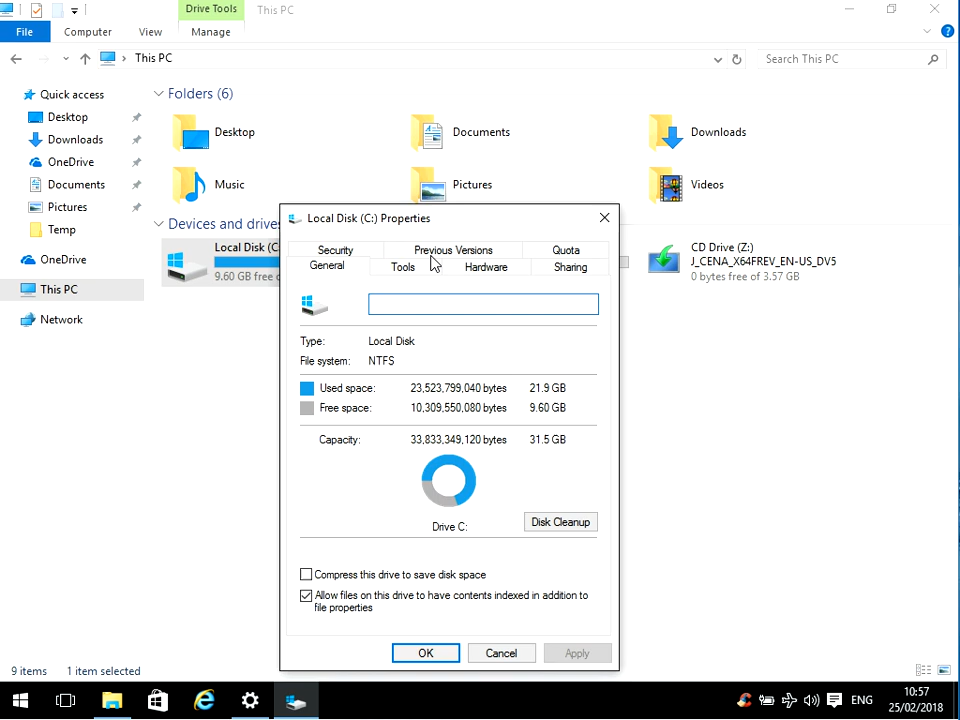 Drive Tools
This PC
File
Computer
View
Manage
This PC
Search This PC
Quick access
Desktop
Downloads
OneDrive
Documents
Pictures
Temp
OneDrive
This PC
Network
Folders (6)
Desktop
Documents
Downloads
Music
Pictures
Videos
Devices and drives
Local Disk (C
9.60 GB free o
CD Drive (Z:)
J_CENA_X64FREV_EN-US_DV5
0 bytes free of 3.57 GB
Local Disk (C:) Properties
Security
Previous Versions
Quota
General
Tools
Hardware
Sharing
Type: Local Disk
File system: NTFS
Used space: 23,523,799,040 bytes 21.9 GB
Free space: 10,309,550,080 bytes 9.60 GB
Capacity: 33,833,349,120 bytes 31.5 GB
Drive C:
Disk Cleanup
Compress this drive to save disk space
Allow files on this drive to have contents indexed in addition to
file properties
OK
Cancel
Apply
9 items
1 item selected
ENG
10:57
25/02/2018